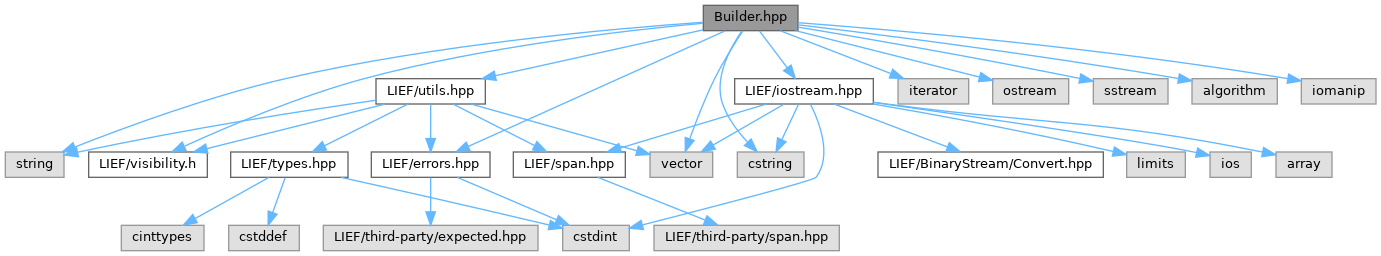 Builder.hpp
LIEF/utils.hpp
LIEF/iostream.hpp
iterator
ostream
sstream
algorithm
iomanip
string
LIEF/visibility.h
LIEF/types.hpp
LIEF/errors.hpp
LIEF/span.hpp
vector
cstring
LIEF/BinaryStream/Convert.hpp
limits
ios
array
cinttypes
cstddef
LIEF/third-party/expected.hpp
cstdint
LIEF/third-party/span.hpp